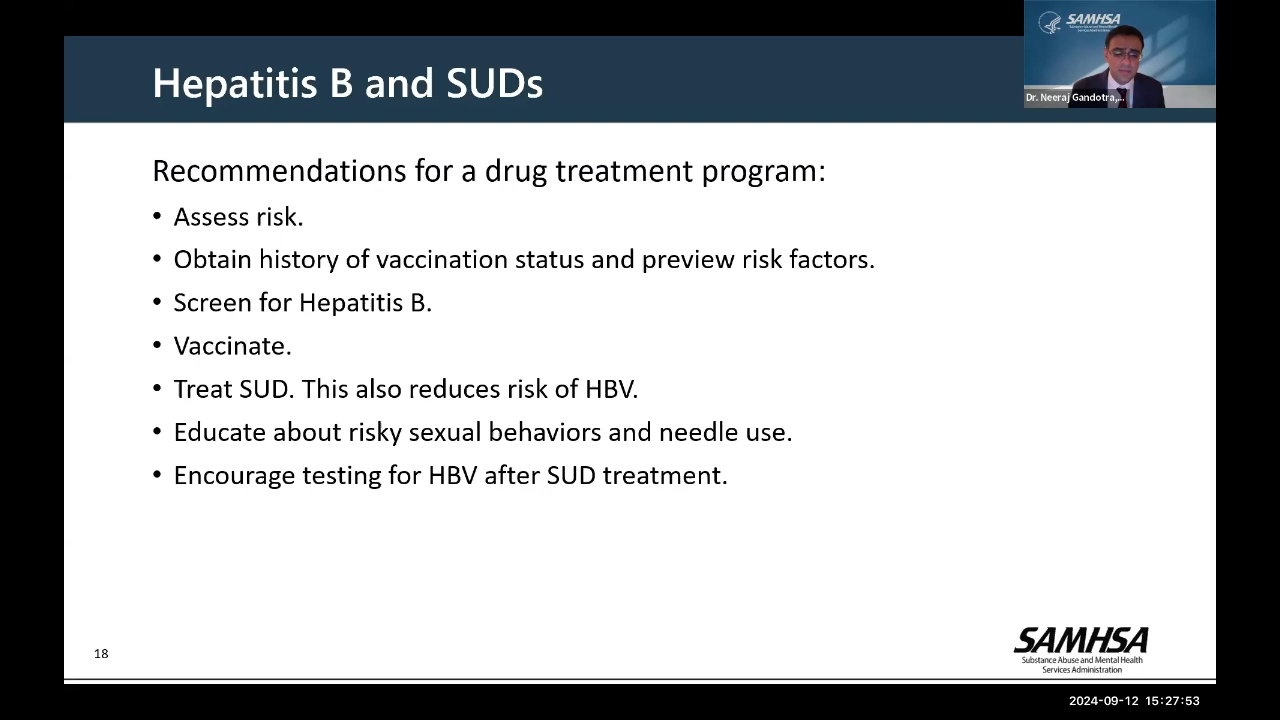 SAMHSA
Hepatitis B and SUDs
Dr. Neeraj Gandotra,...
Recommendations for a drug treatment program:
• Assess risk.
• Obtain history of vaccination status and preview risk factors.
• Screen for Hepatitis B.
• Vaccinate.
• Treat SUD. This also reduces risk of HBV.
• Educate about risky sexual behaviors and needle use.
• Encourage testing for HBV after SUD treatment.
18
SAMHSA
Substance Abuse and Mental Health
Services Administration
2024-09-12 15:27:53